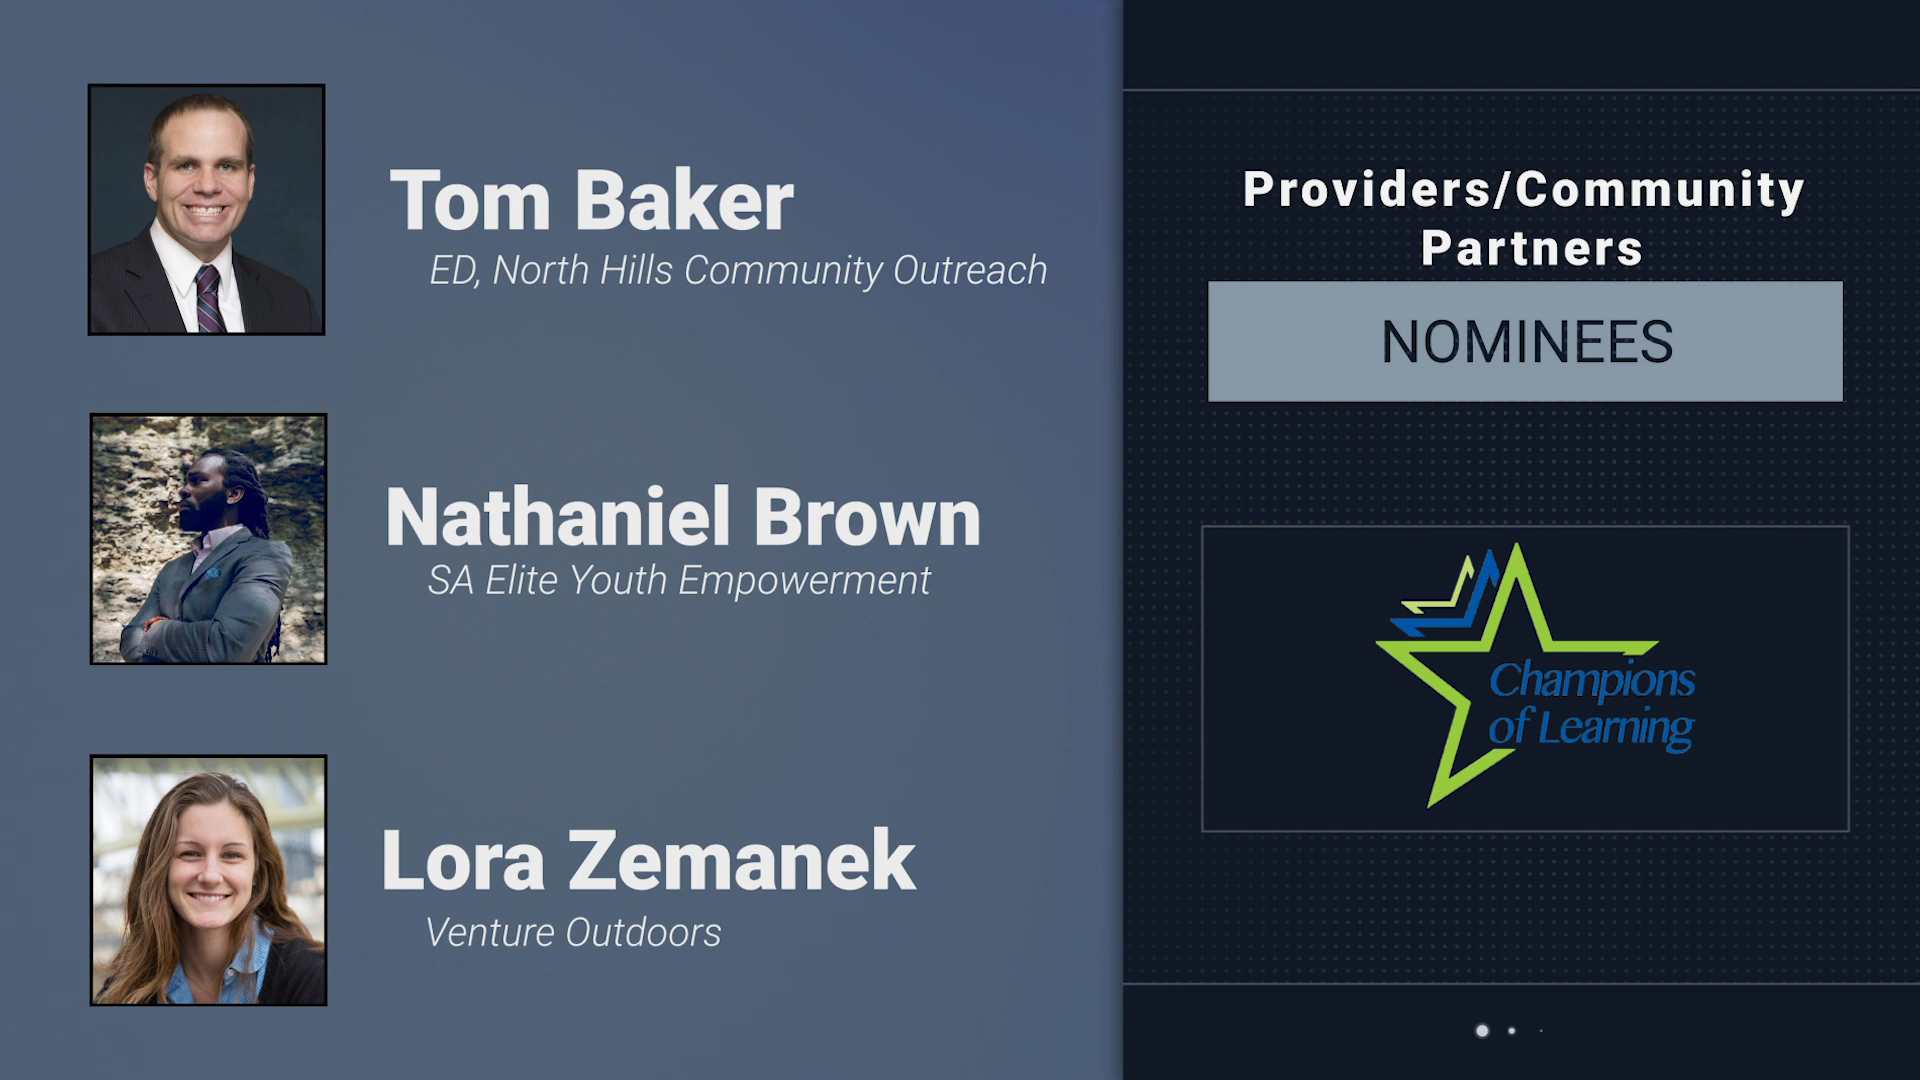 Tom Baker
ED, North Hills Community Outreach
Nathaniel Brown
SA Elite Youth Empowerment
Lora Zemanek
Venture Outdoors
Providers/Community
Partners
NOMINEES
Champions
of Learning